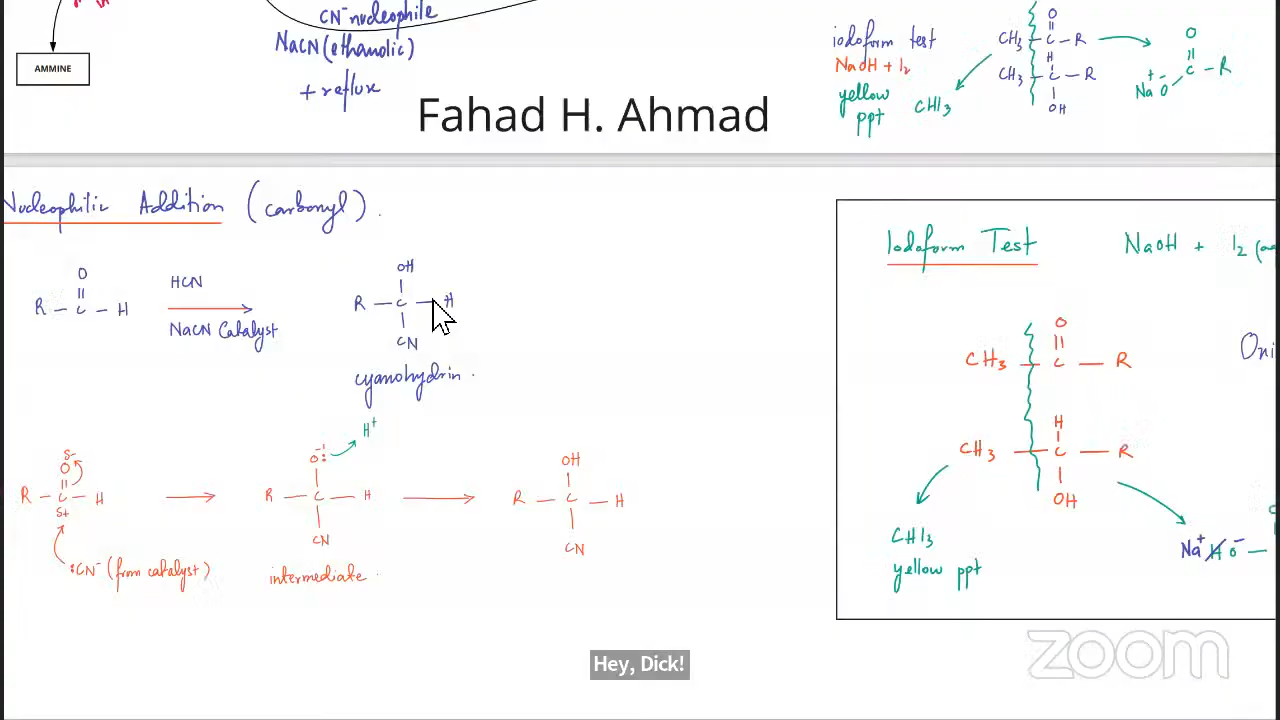 CN⁻ nucleophile
NaCN (ethanolic)
+ reflux
AMMINE
Fahad H. Ahmad
iodoform test
NaOH + I2
yellow
ppt
CHI3
O
CH3 – C – R
H
CH3 – C – R
OH
O
C – R
Na+ O-
Nucleophilic Addition (carbonyl).
O
R – C – H
HCN
NaCN Catalyst
OH
R – C – H
CN
cyanohydrin.
δ-
O
R – C – H
δ+
:CN⁻ (from catalyst)
H+
-
O:
R – C – H
CN
intermediate.
OH
R – C – H
CN
Iodoform Test
NaOH + I2
O
CH3 – C – R
H
CH3 – C – R
OH
CHI3
yellow ppt
Na+ O- –
Hey, Dick!
zoom